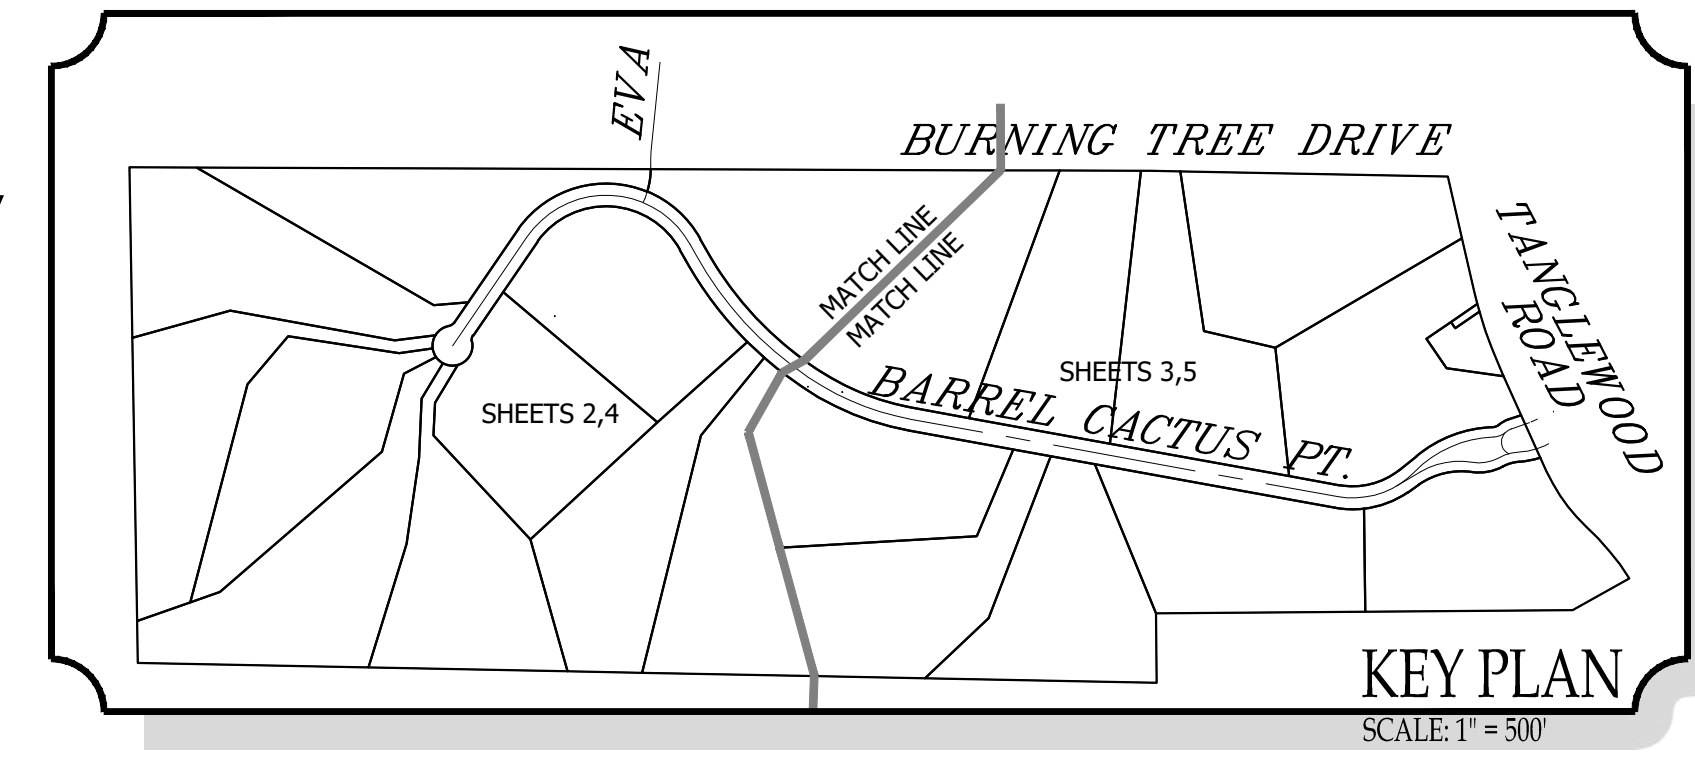 EVA
BURNING TREE DRIVE
MATCH LINE
MATCH LINE
TANGLEWOOD
ROAD
SHEETS 3,5
BARREL CACTUS PT.
SHEETS 2,4
KEY PLAN
SCALE: 1" = 500'